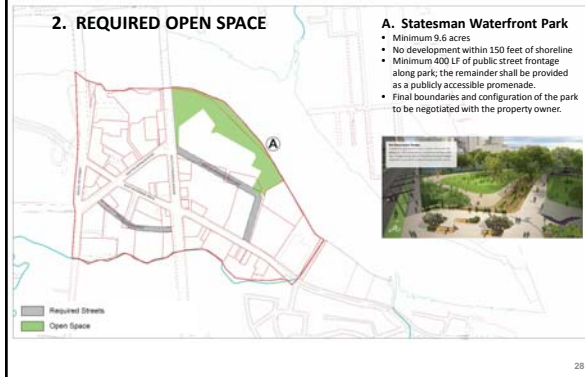 2. REQUIRED OPEN SPACE
A. Statesman Waterfront Park
• Minimum 9.6 acres
• No development within 150 feet of shoreline
• Minimum 400 LF of public street frontage
along park; the remainder shall be provided
as a publicly accessible promenade.
• Final boundaries and configuration of the park
to be negotiated with the property owner.
A
Required Streets
Open Space
28